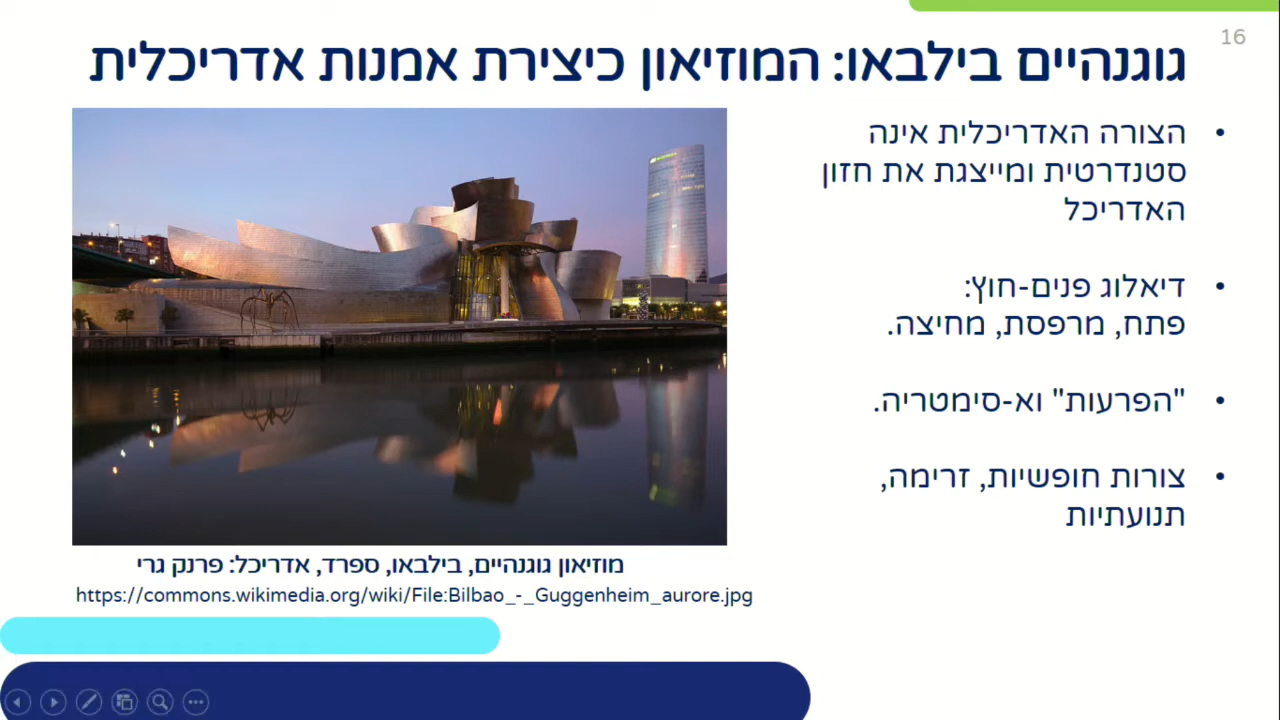 16
גוגנהיים בילבאו: המוזיאון כיצירת אמנות אדריכלית
• הצורה האדריכלית אינה
סטנדרטית ומייצגת את חזון
האדריכל
• דיאלוג פנים-חוץ:
פתח, מרפסת, מחיצה.
• "הפרעות" וא-סימטריה.
• צורות חופשיות, זרימה,
תנועתיות
מוזיאון גוגנהיים, בילבאו, ספרד, אדריכל: פרנק גרי
https://commons.wikimedia.org/wiki/File:Bilbao_-_Guggenheim_aurore.jpg